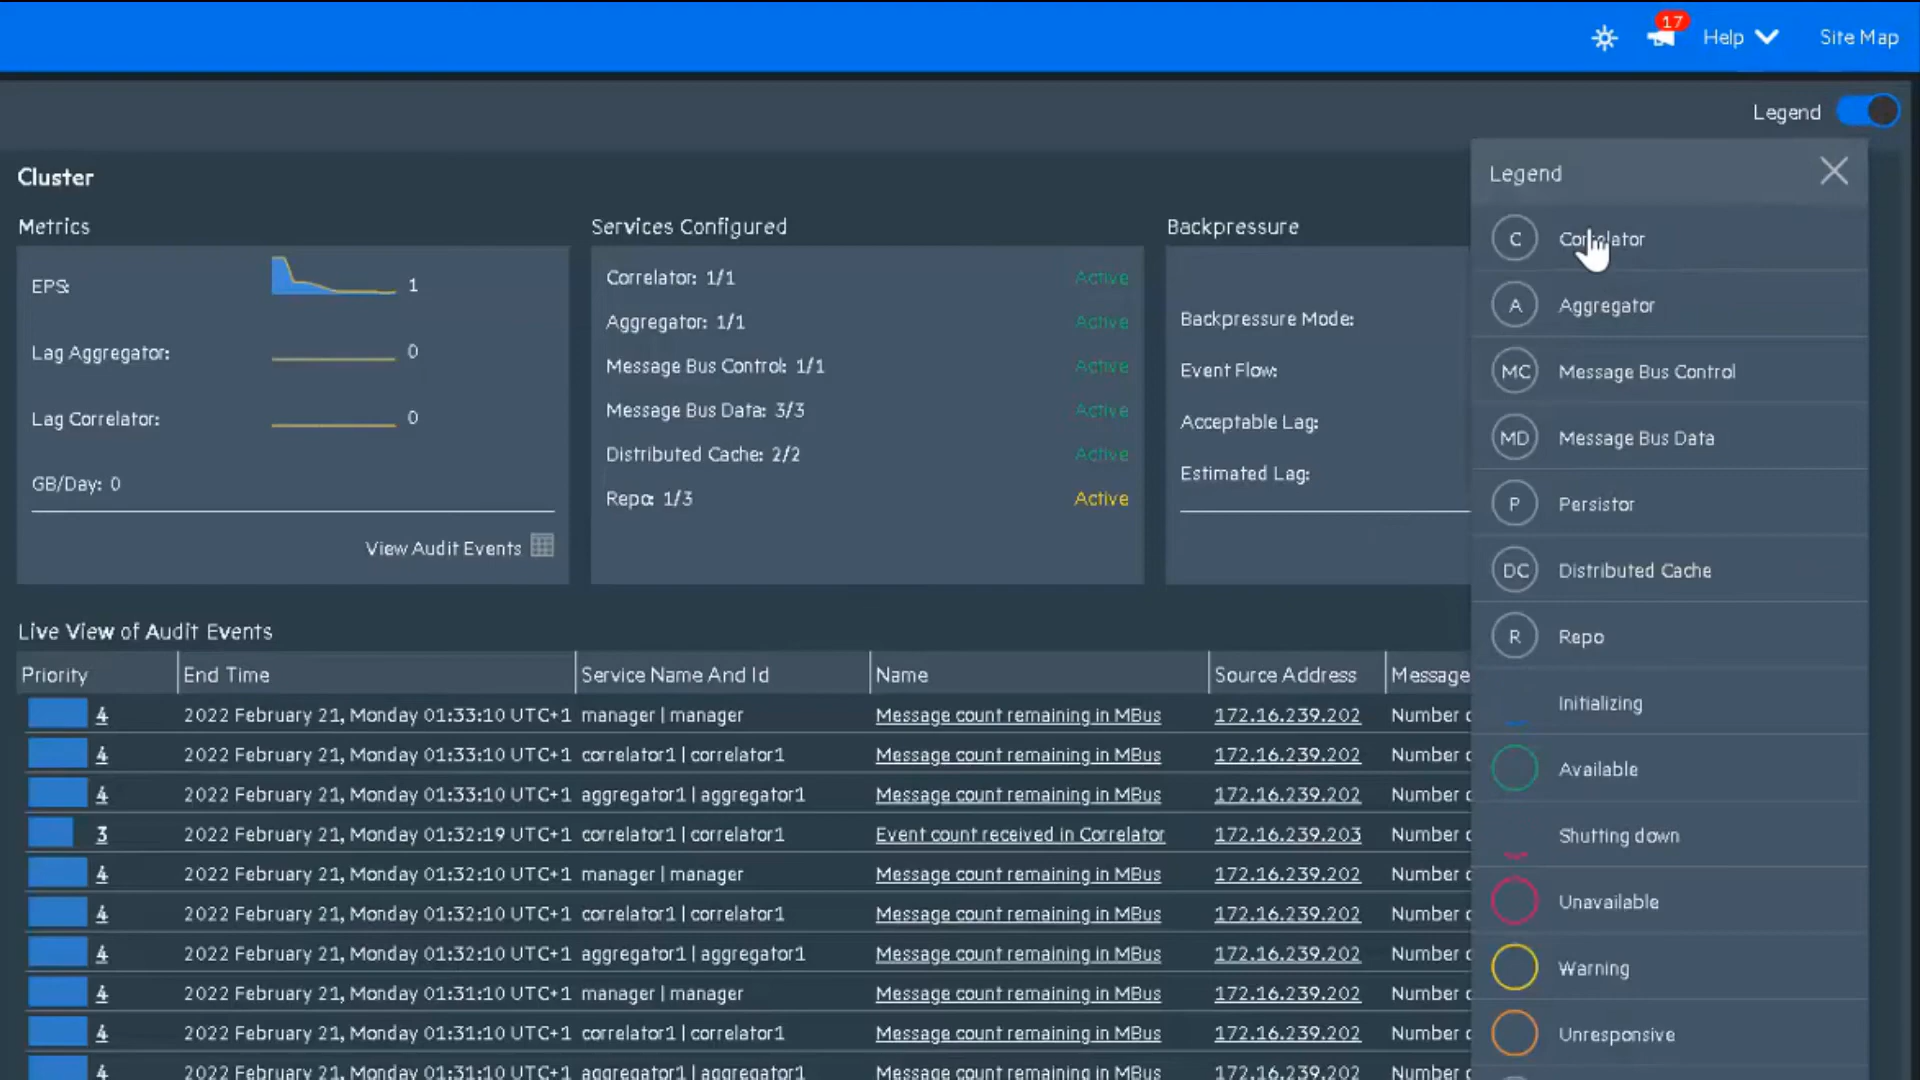 17
Help
Site Map
Legend
Cluster
Metrics
EPS:
1
Lag Aggregator:
0
Lag Correlator:
0
GB/Day: 0
View Audit Events
Services Configured
Correlator: 1/1 Active
Aggregator: 1/1 Active
Message Bus Control: 1/1 Active
Message Bus Data: 3/3 Active
Distributed Cache: 2/2 Active
Repo: 1/3 Active
Backpressure
Backpressure Mode:
Event Flow:
Acceptable Lag:
Estimated Lag:
Legend
C Correlator
A Aggregator
MC Message Bus Control
MD Message Bus Data
P Persistor
DC Distributed Cache
R Repo
Initializing
Available
Shutting down
Unavailable
Warning
Unresponsive
Live View of Audit Events
Priority End Time Service Name And Id Name Source Address Message
4 2022 February 21, Monday 01:33:10 UTC+1 manager | manager Message count remaining in MBus 172.16.239.202 Number
4 2022 February 21, Monday 01:33:10 UTC+1 correlator1 | correlator1 Message count remaining in MBus 172.16.239.202 Number
4 2022 February 21, Monday 01:33:10 UTC+1 aggregator1 | aggregator1 Message count remaining in MBus 172.16.239.202 Number
3 2022 February 21, Monday 01:32:19 UTC+1 correlator1 | correlator1 Event count received in Correlator 172.16.239.203 Number
4 2022 February 21, Monday 01:32:10 UTC+1 manager | manager Message count remaining in MBus 172.16.239.202 Number
4 2022 February 21, Monday 01:32:10 UTC+1 correlator1 | correlator1 Message count remaining in MBus 172.16.239.202 Number
4 2022 February 21, Monday 01:32:10 UTC+1 aggregator1 | aggregator1 Message count remaining in MBus 172.16.239.202 Number
4 2022 February 21, Monday 01:31:10 UTC+1 manager | manager Message count remaining in MBus 172.16.239.202 Number
4 2022 February 21, Monday 01:31:10 UTC+1 correlator1 | correlator1 Message count remaining in MBus 172.16.239.202 Number
4 2022 February 21, Monday 01:31:10 UTC+1 aggregator1 | aggregator1 Message count remaining in MBus 172.16.239.202 Number